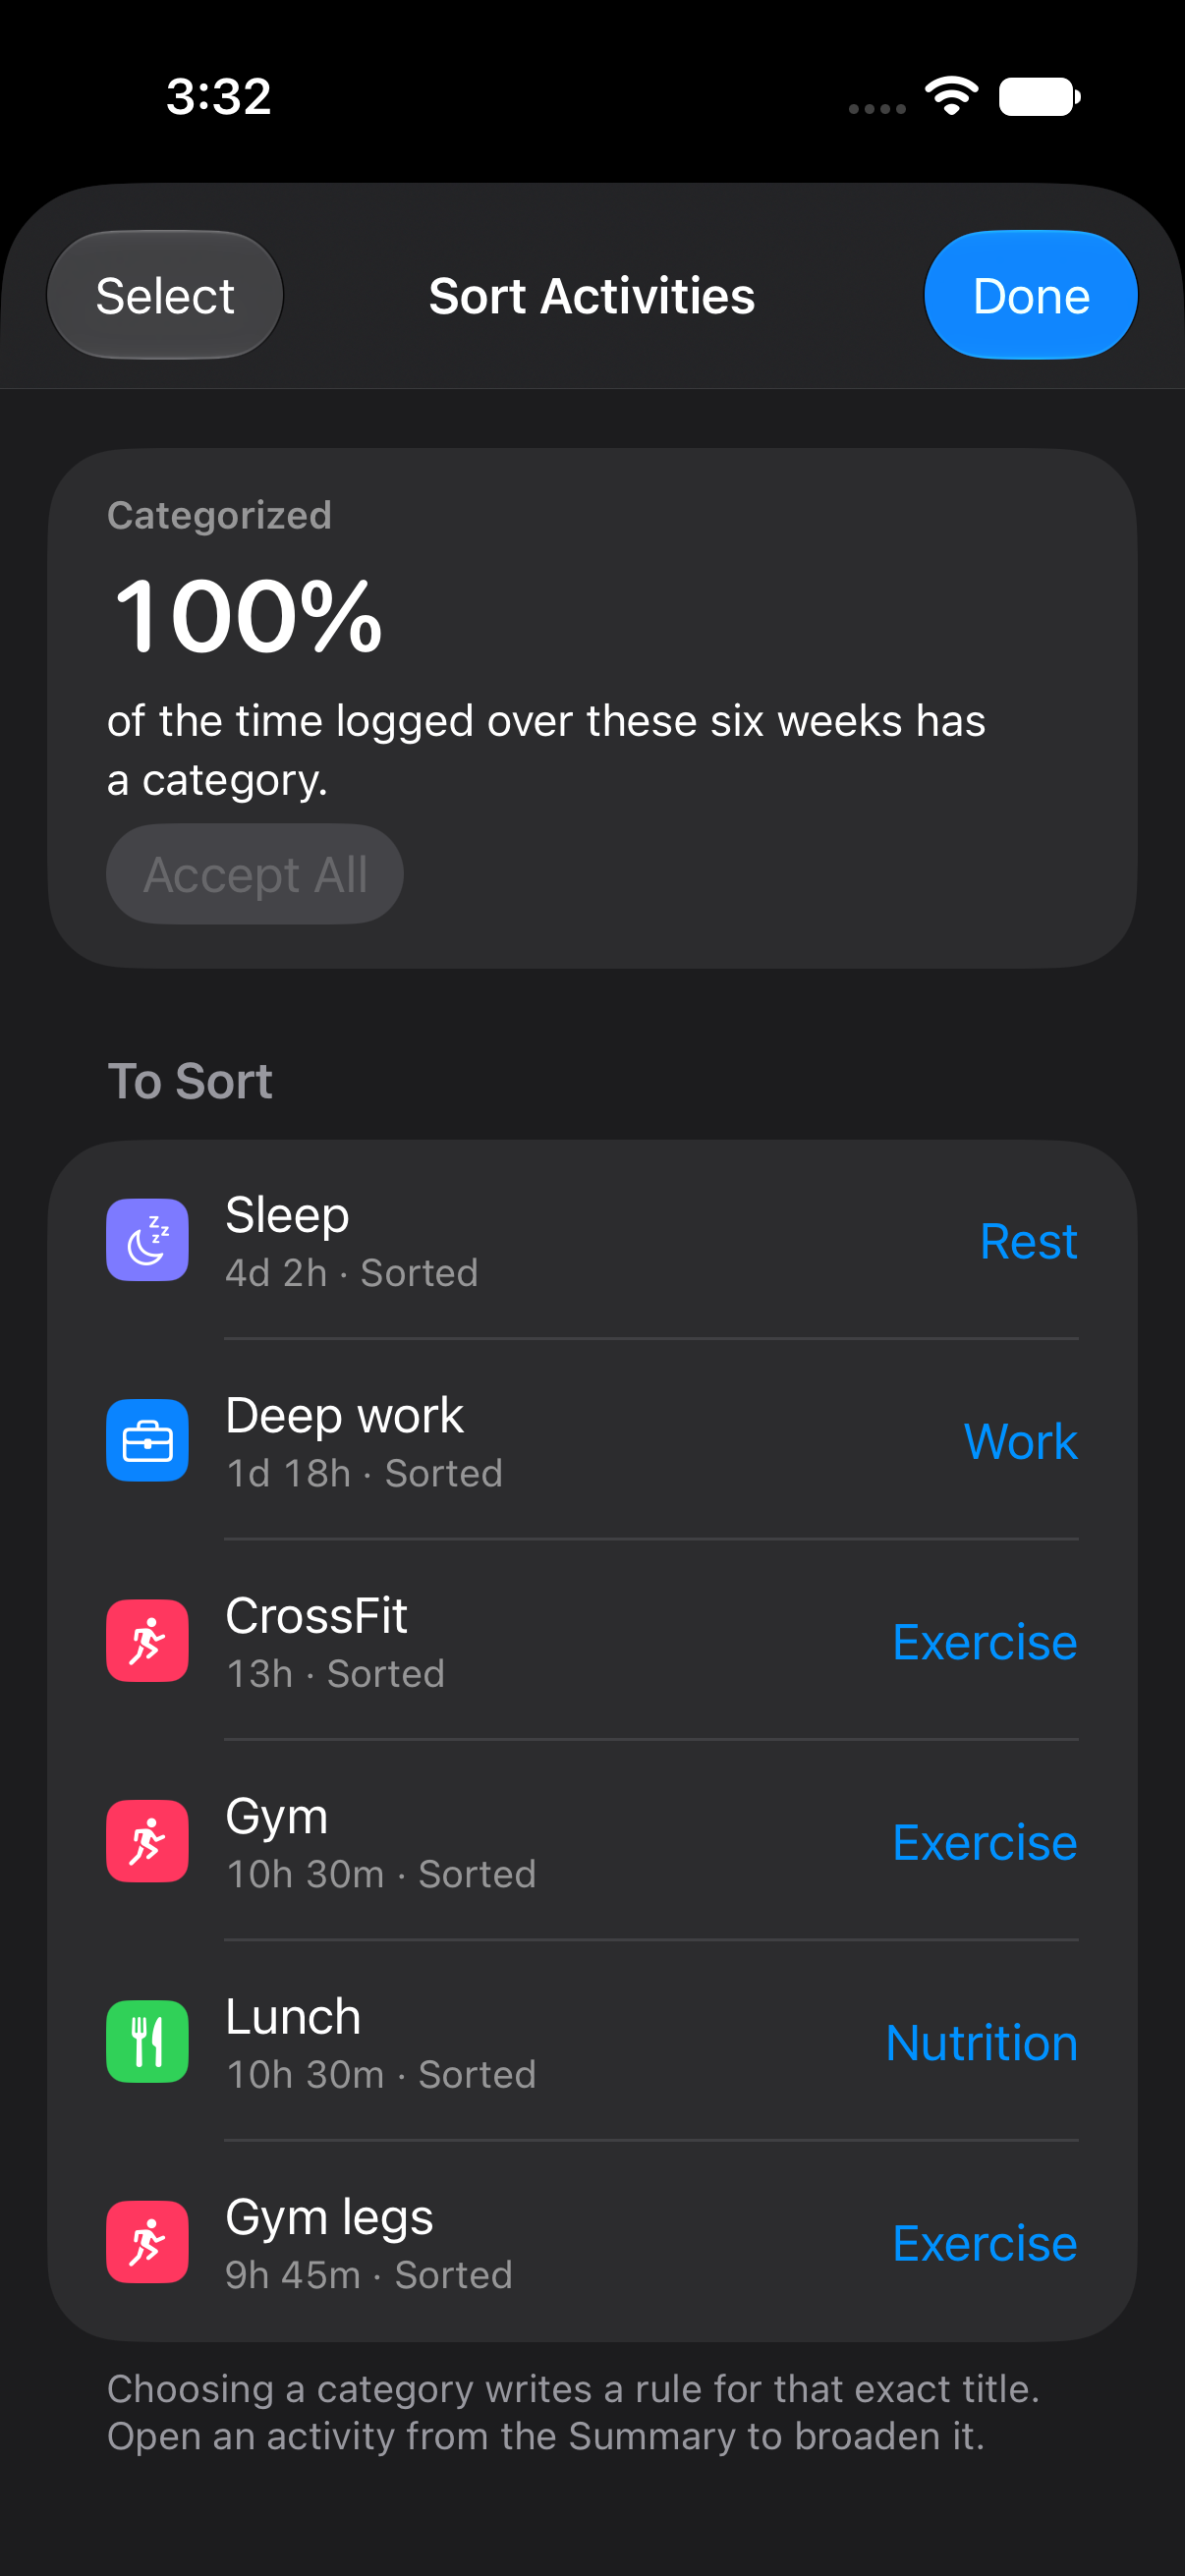 3:32
Select
Sort Activities
Done
Categorized
100%
of the time logged over these six weeks has
a category.
Accept All
To Sort
Sleep
4d 2h · Sorted
Rest
Deep work
1d 18h · Sorted
Work
CrossFit
13h · Sorted
Exercise
Gym
10h 30m · Sorted
Exercise
Lunch
10h 30m · Sorted
Nutrition
Gym legs
9h 45m · Sorted
Exercise
Choosing a category writes a rule for that exact title.
Open an activity from the Summary to broaden it.